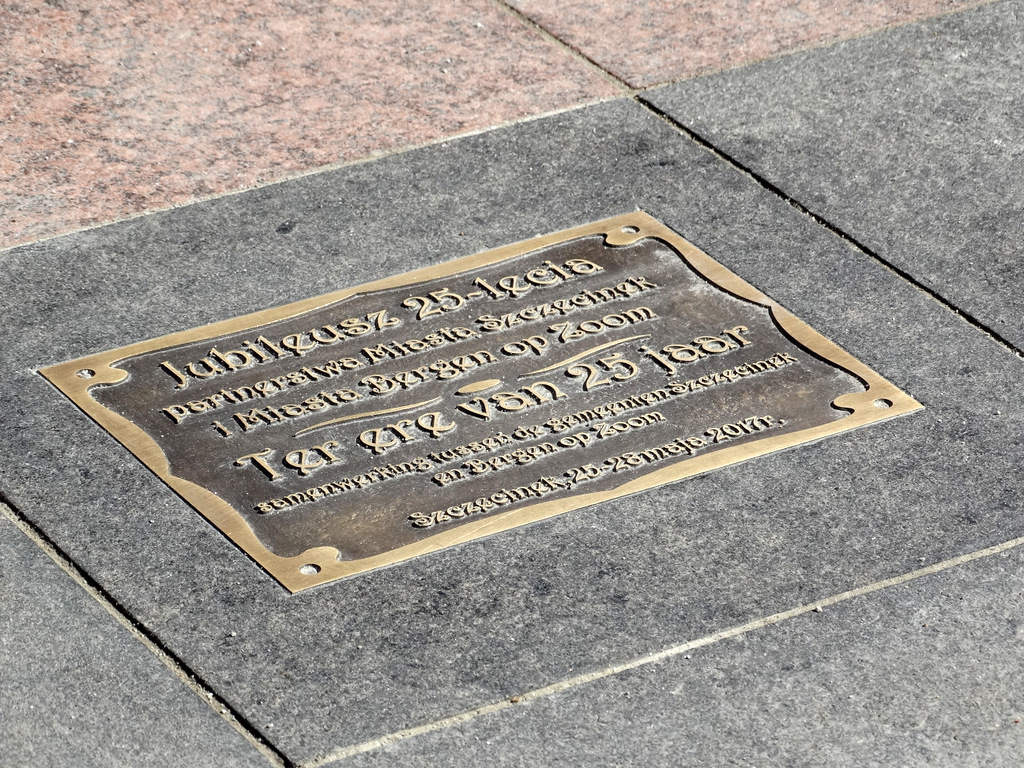 Jubileusz 25-lecia
partnerstwa Miasta Szczecinek
i Miasta Bergen op Zoom
Ter ere van 25 jaar
samenwerking tussen de Gemeenten Szczecinek
en Bergen op Zoom
Szczecinek, 25-28 maja 2017r.